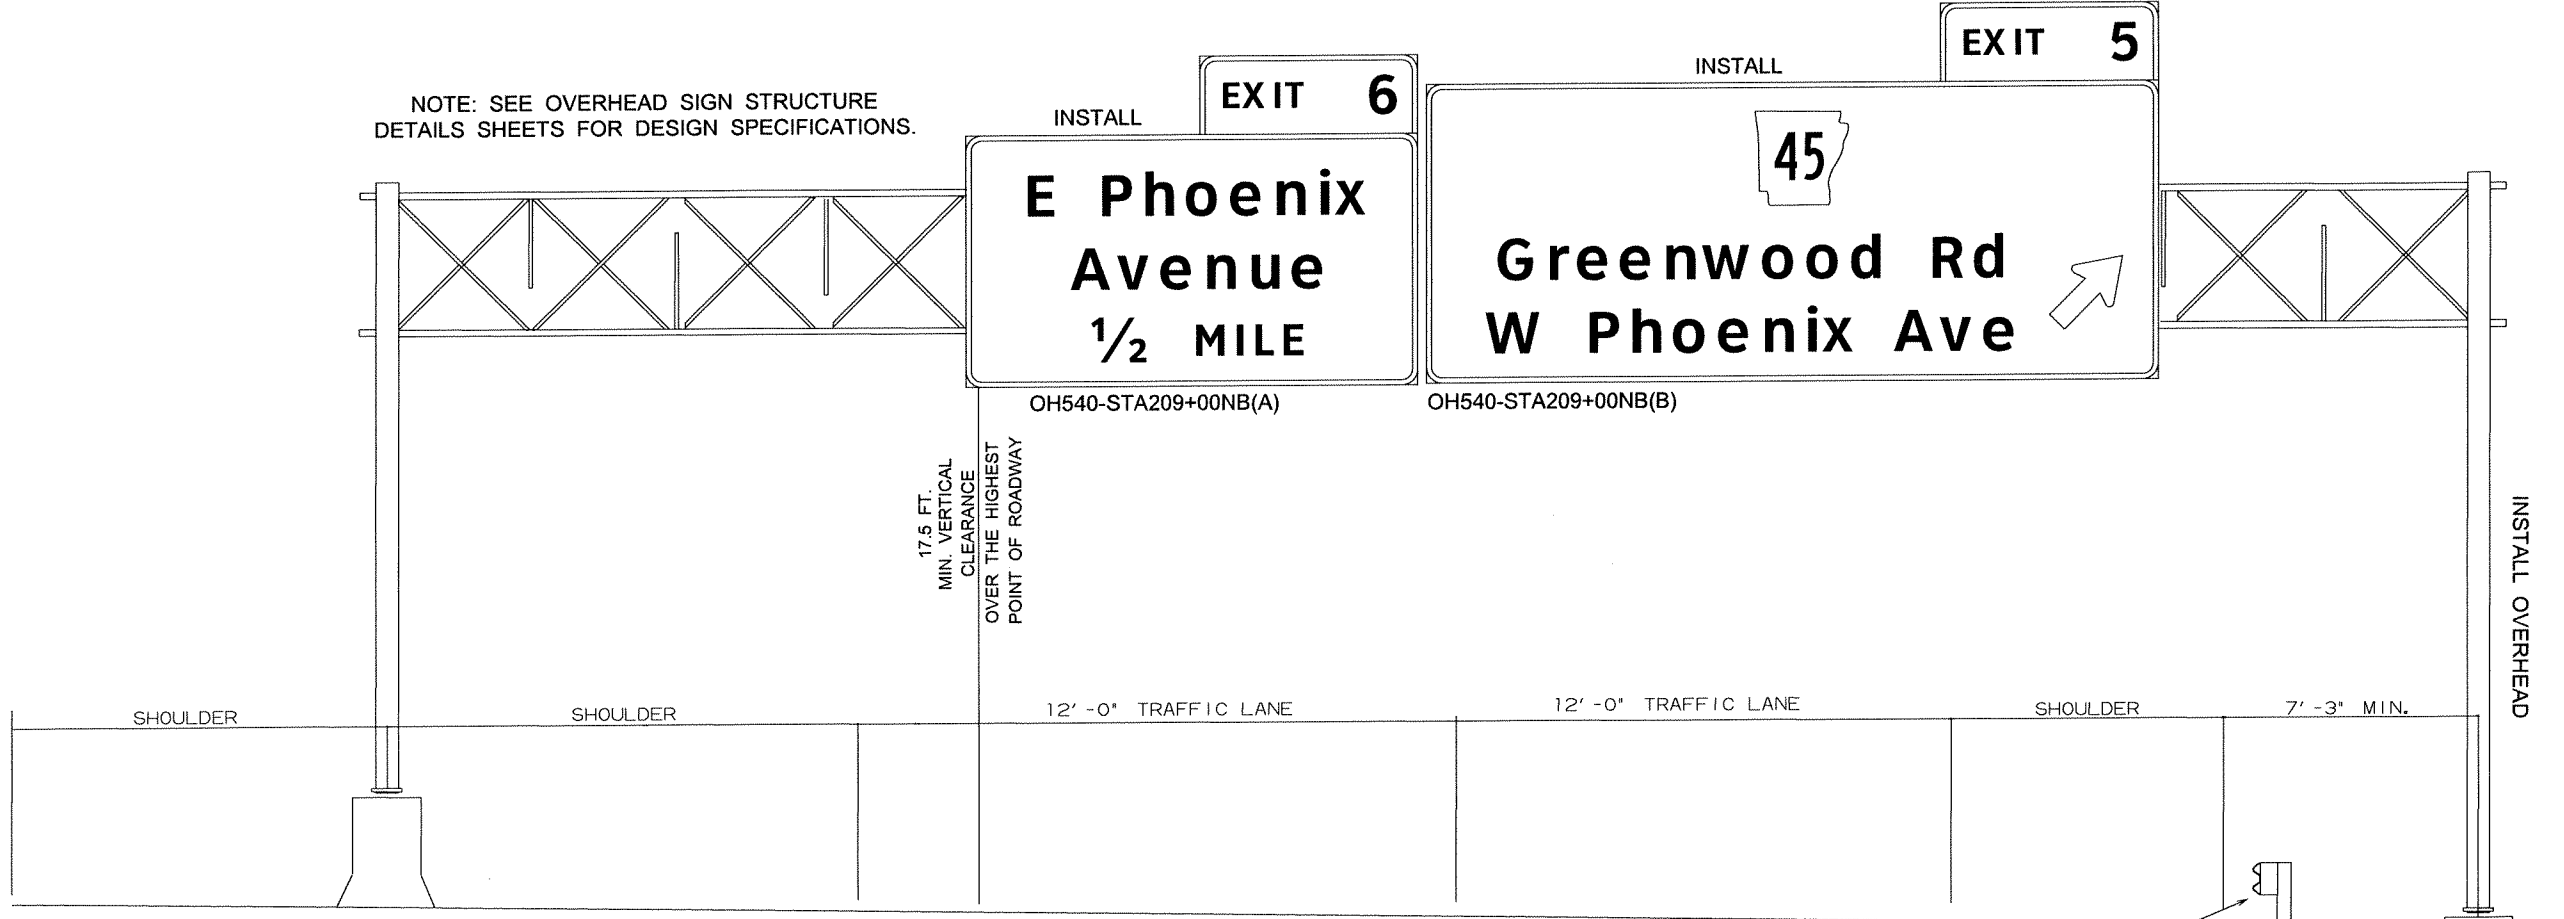 NOTE: SEE OVERHEAD SIGN STRUCTURE
DETAILS SHEETS FOR DESIGN SPECIFICATIONS.
INSTALL
EXIT 6
E Phoenix
Avenue
½ MILE
OH540-STA209+00NB(A)
INSTALL
EXIT 5
45
Greenwood Rd
W Phoenix Ave
OH540-STA209+00NB(B)
17.5 FT.
MIN. VERTICAL
CLEARANCE
OVER THE HIGHEST
POINT OF ROADWAY
INSTALL OVERHEAD
SHOULDER
SHOULDER
12'-0" TRAFFIC LANE
12'-0" TRAFFIC LANE
SHOULDER
7'-3" MIN.